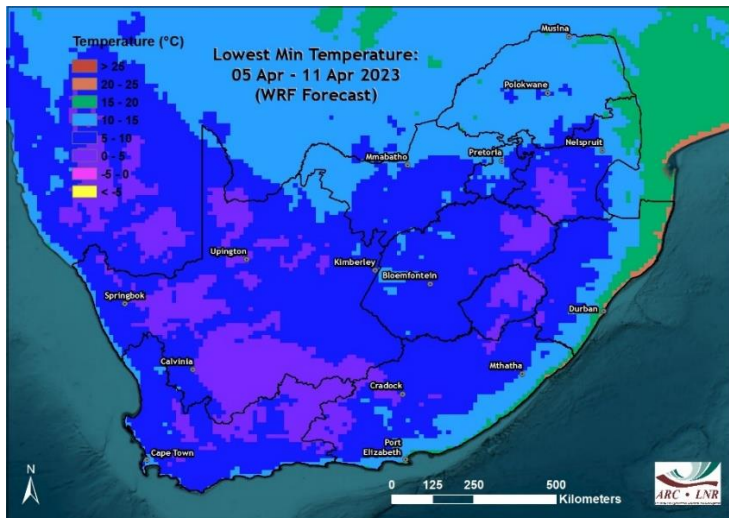 Temperature (°C)
> 25
20 - 25
15 - 20
10 - 15
5 - 10
0 - 5
-5 - 0
< -5
Lowest Min Temperature:
05 Apr - 11 Apr 2023
(WRF Forecast)
Musina
Polokwane
Nelspruit
Pretoria
Mmabatho
Upington
Kimberley
Bloemfontein
Springbok
Durban
Calvinia
Mthatha
Cradock
Port
Elizabeth
Cape Town
N
0 125 250 500
Kilometers
ARC • LNR